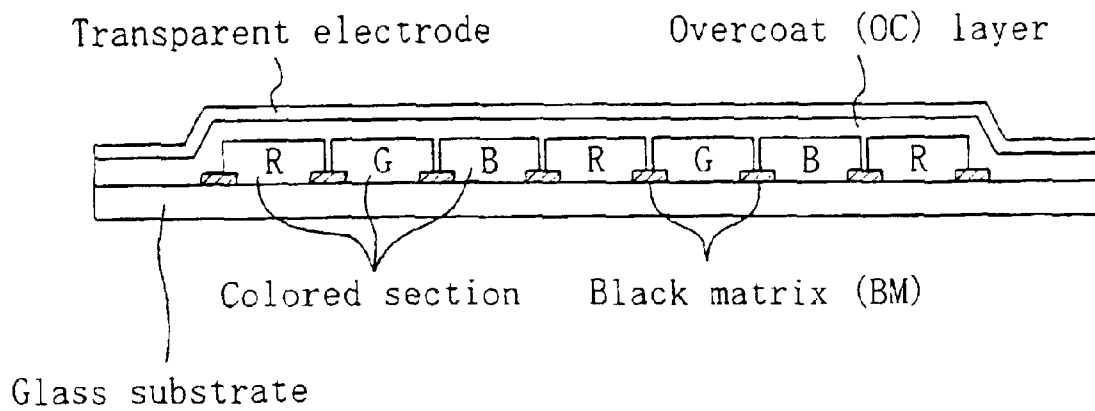 Transparent electrode
Overcoat (OC) layer
R G B R G B R
Colored section
Black matrix (BM)
Glass substrate